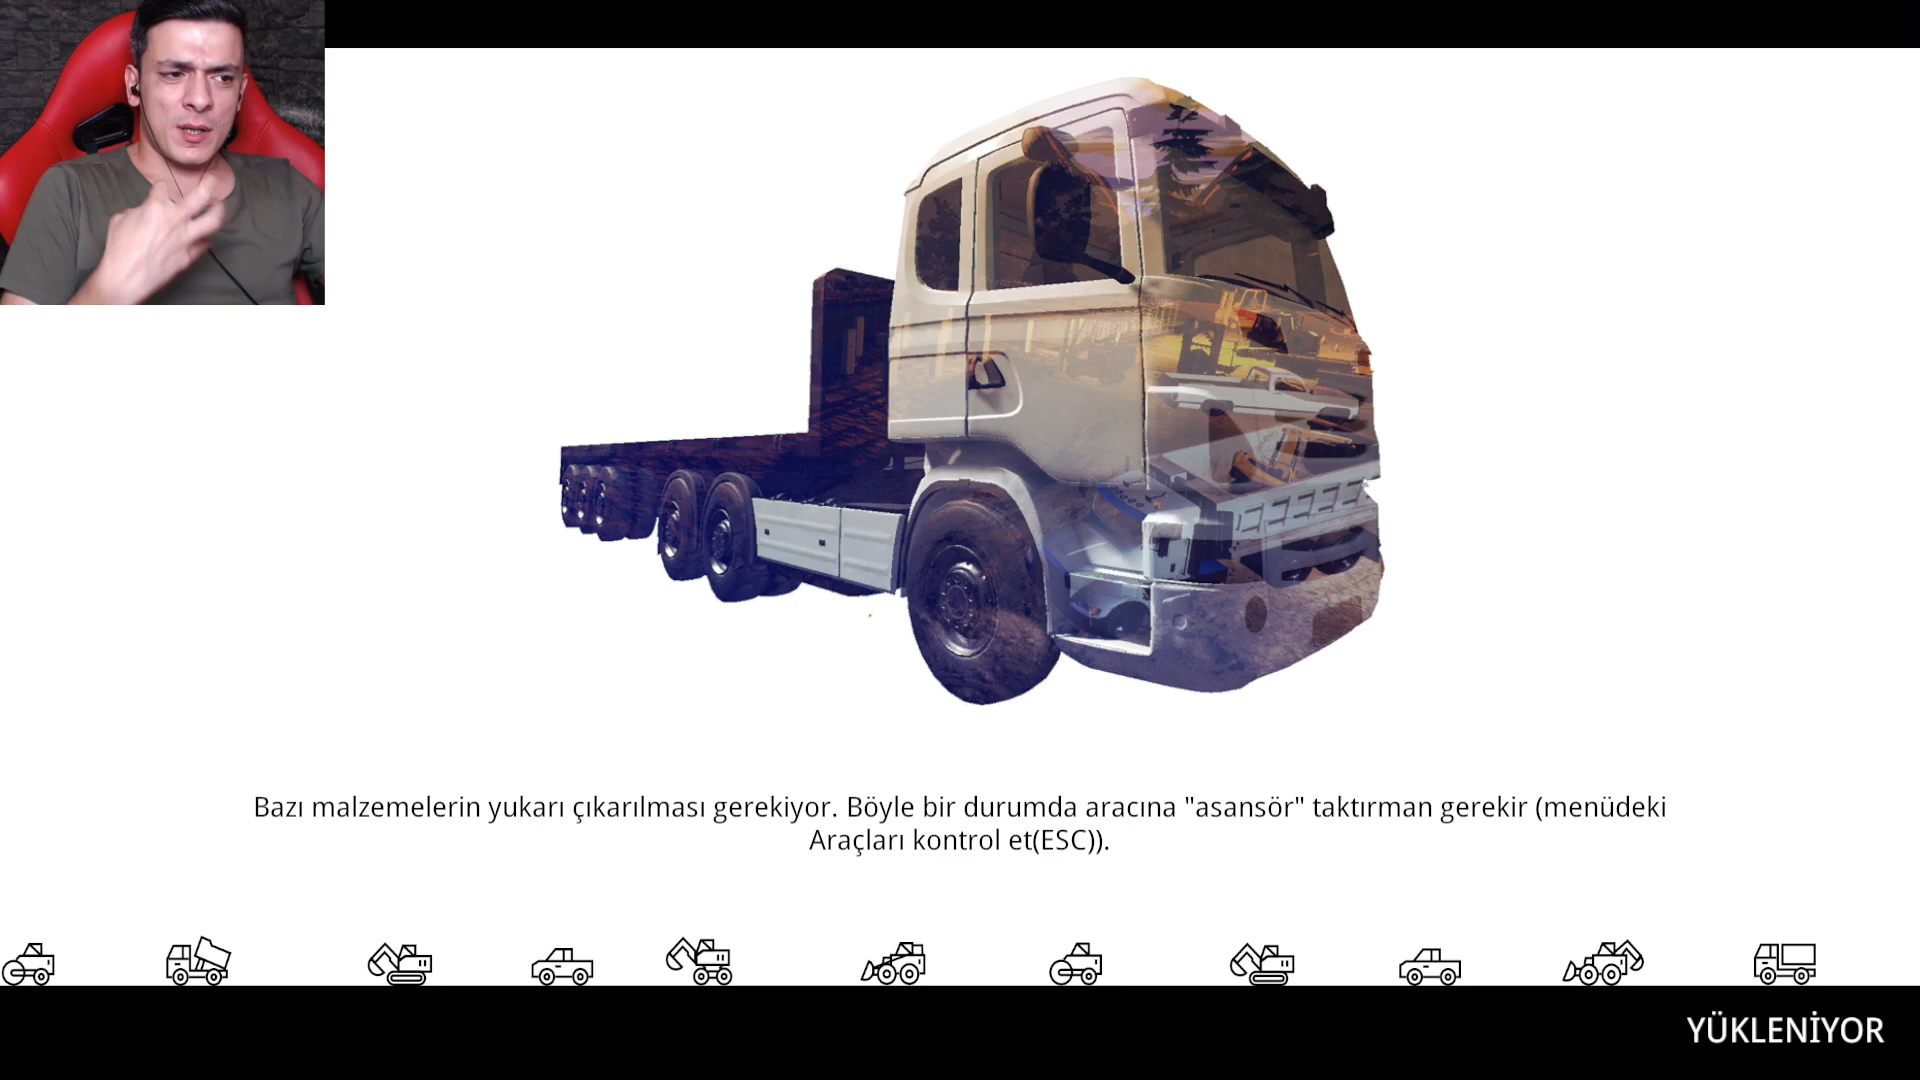 Bazı malzemelerin yukarı çıkarılması gerekiyor. Böyle bir durumda aracına "asansör" taktırman gerekir (menüdeki
Araçları kontrol et(ESC)).
YÜKLENİYOR